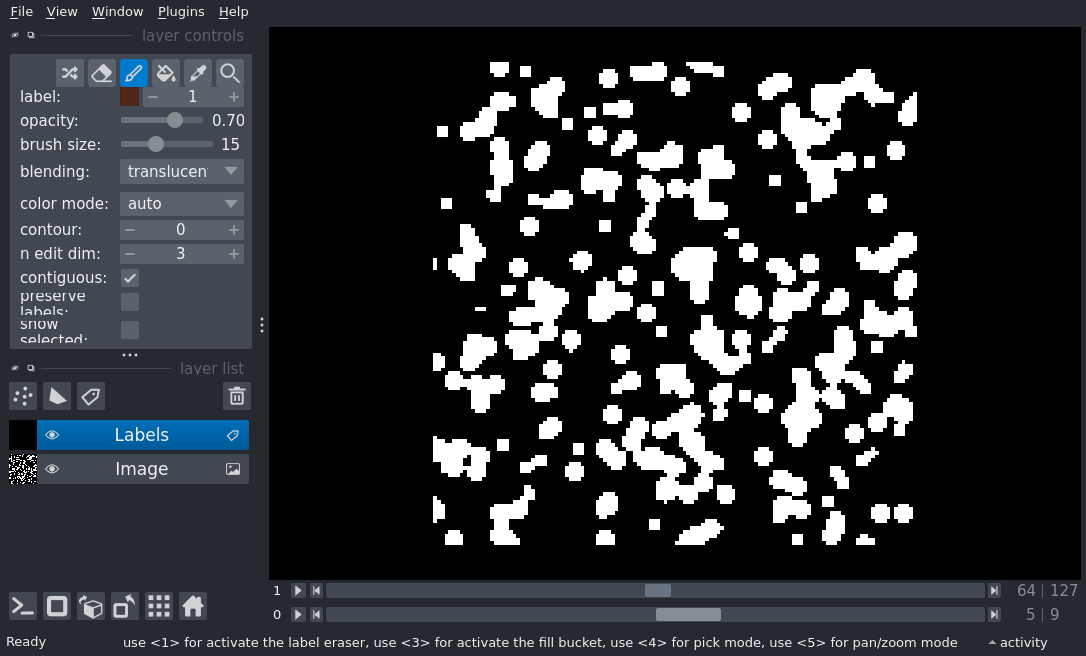 File View Window Plugins Help
layer controls
label: 1
opacity: 0.70
brush size: 15
blending: translucen
color mode: auto
contour: 0
n edit dim: 3
contiguous:
preserve
labels:
show
selected:
layer list
Labels
Image
1 64 | 127
0 5 | 9
Ready use <1> for activate the label eraser, use <3> for activate the fill bucket, use <4> for pick mode, use <5> for pan/zoom mode activity